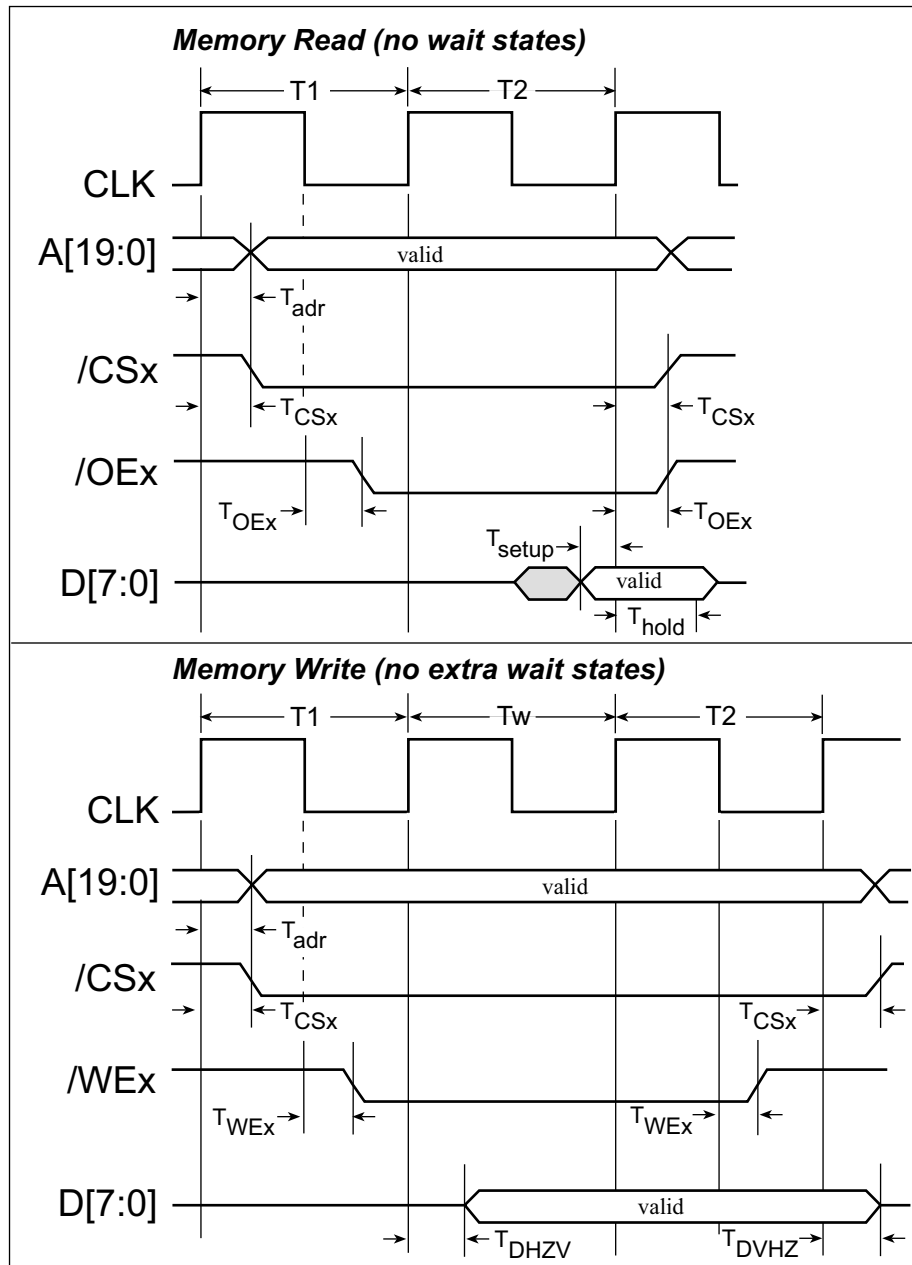 Memory Read (no wait states)
T1 T2
CLK
A[19:0] valid
Tadr
/CSx
TCSx TCSx
/OEx
TOEx TOEx
Tsetup
D[7:0] valid
Thold
Memory Write (no extra wait states)
T1 Tw T2
CLK
A[19:0] valid
Tadr
/CSx
TCSx TCSx
/WEx
TWEx TWEx
D[7:0] valid
TDHZV TDVHZ